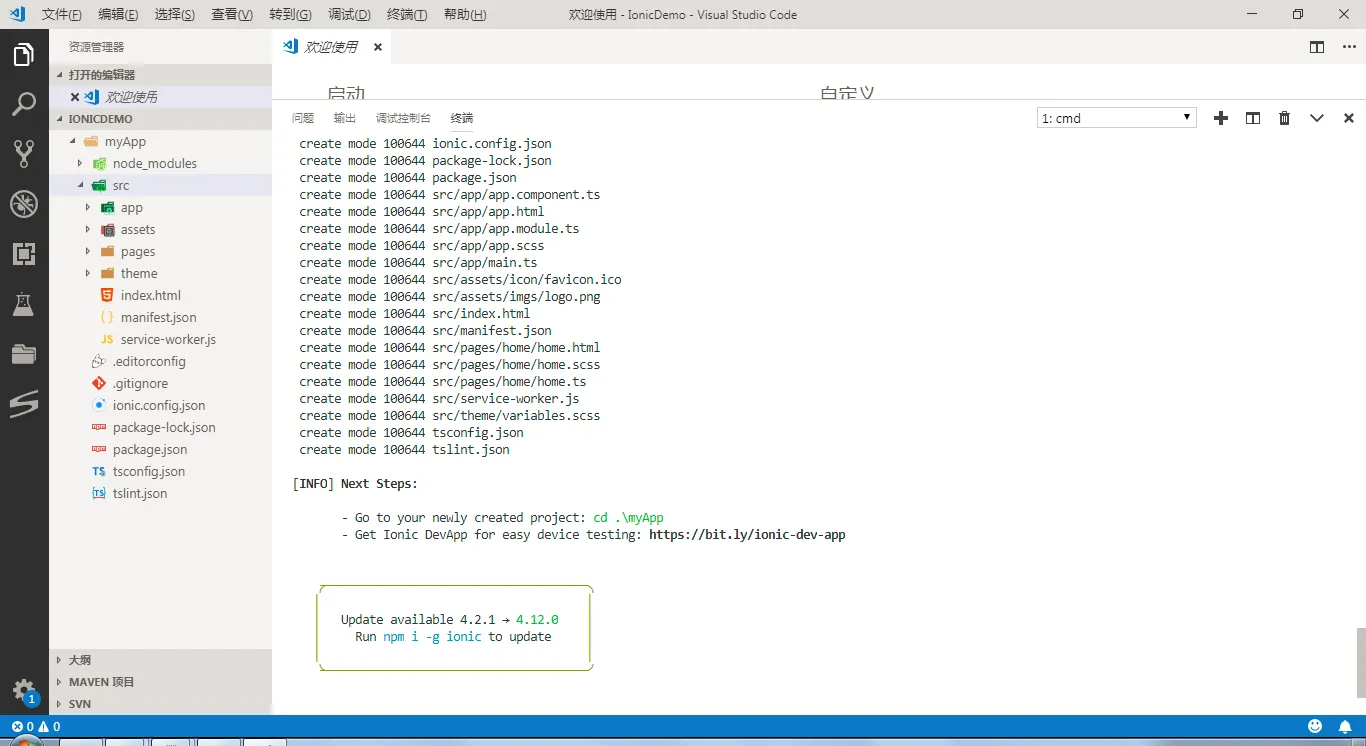 文件(F) 编辑(E) 选择(S) 查看(V) 转到(G) 调试(D) 终端(T) 帮助(H) 欢迎使用 - IonicDemo - Visual Studio Code
资源管理器
欢迎使用
打开的编辑器
欢迎使用
IONICDEMO
myApp
node_modules
src
app
assets
pages
theme
index.html
manifest.json
JS service-worker.js
.editorconfig
.gitignore
ionic.config.json
package-lock.json
package.json
TS tsconfig.json
TS tslint.json
大纲
MAVEN 项目
SVN
启动 自定义
问题 输出 调试控制台 终端 1: cmd
create mode 100644 ionic.config.json
create mode 100644 package-lock.json
create mode 100644 package.json
create mode 100644 src/app/app.component.ts
create mode 100644 src/app/app.html
create mode 100644 src/app/app.module.ts
create mode 100644 src/app/app.scss
create mode 100644 src/app/main.ts
create mode 100644 src/assets/icon/favicon.ico
create mode 100644 src/assets/imgs/logo.png
create mode 100644 src/index.html
create mode 100644 src/manifest.json
create mode 100644 src/pages/home/home.html
create mode 100644 src/pages/home/home.scss
create mode 100644 src/pages/home/home.ts
create mode 100644 src/service-worker.js
create mode 100644 src/theme/variables.scss
create mode 100644 tsconfig.json
create mode 100644 tslint.json
[INFO] Next Steps:
- Go to your newly created project: cd .\myApp
- Get Ionic DevApp for easy device testing: https://bit.ly/ionic-dev-app
Update available 4.2.1 → 4.12.0
Run npm i -g ionic to update
1
0 0